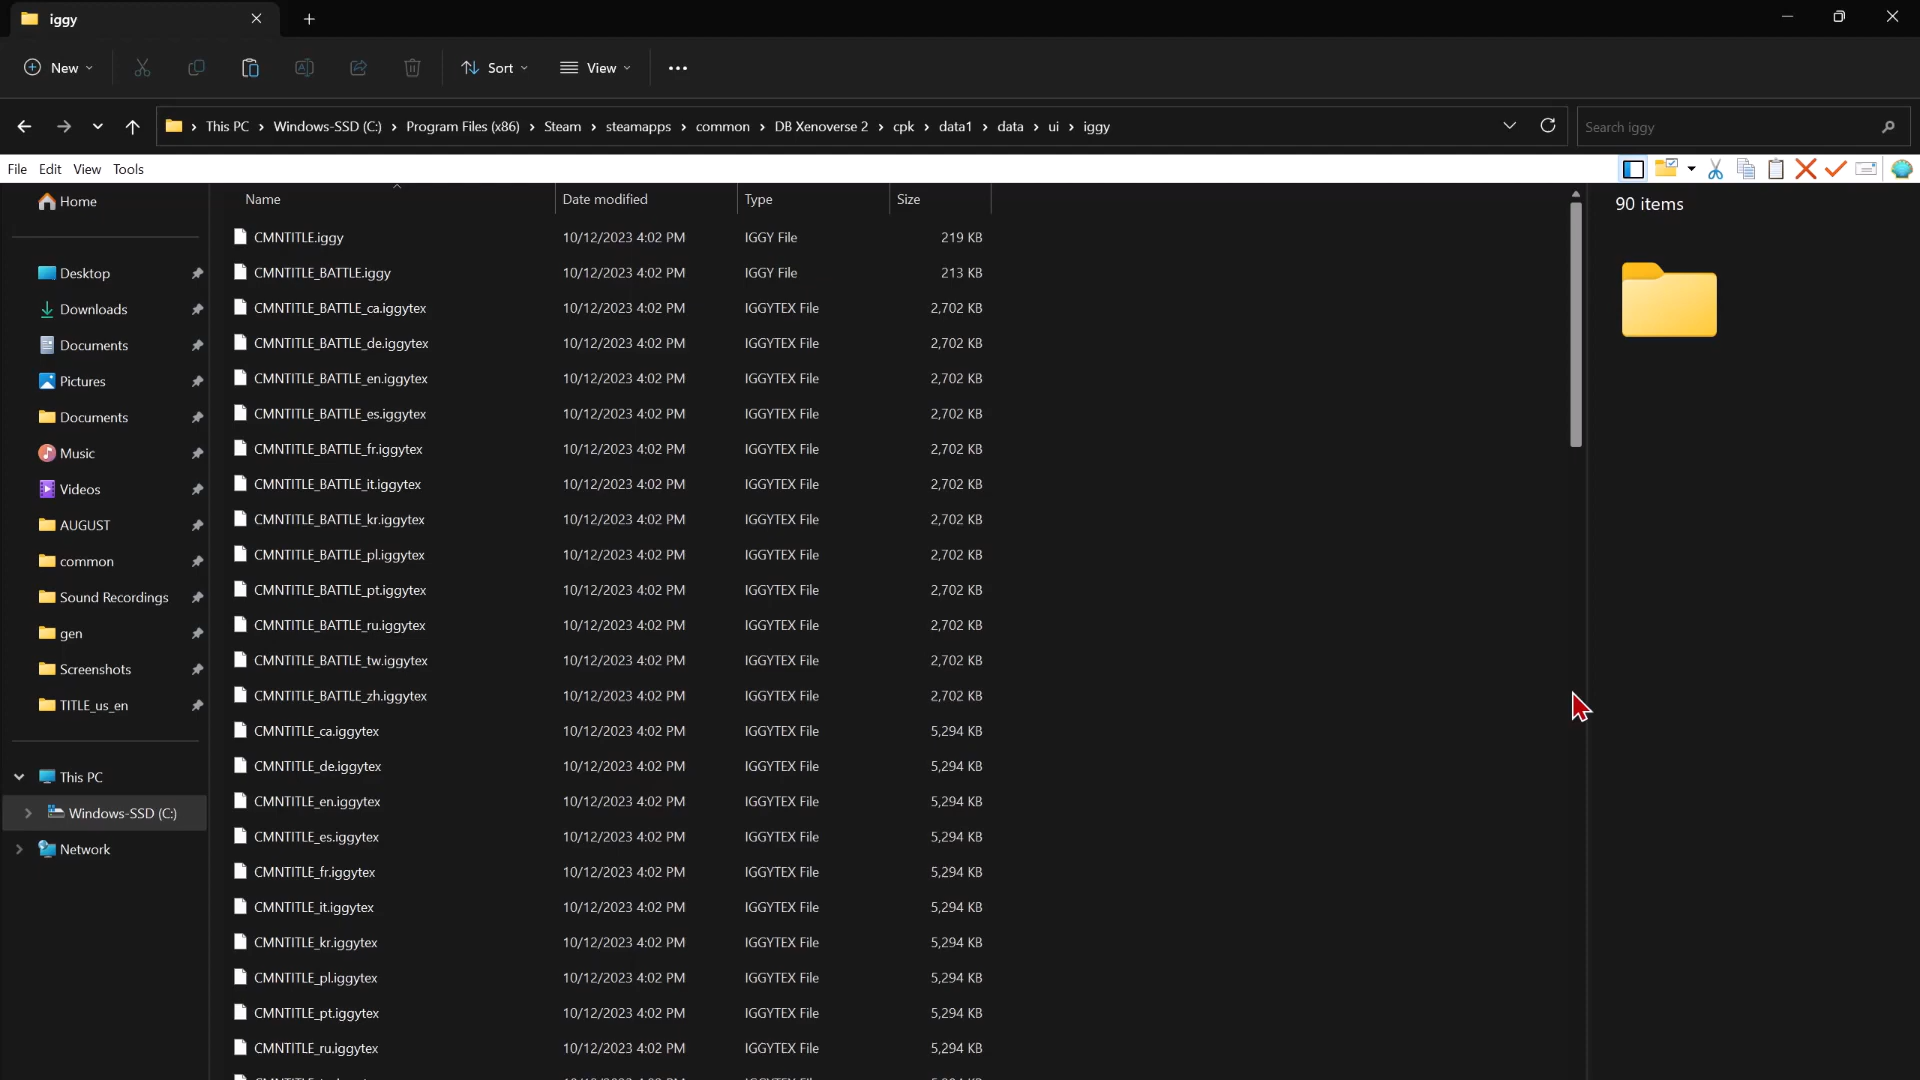 iggy
New
Sort
View
This PC > Windows-SSD (C:) > Program Files (x86) > Steam > steamapps > common > DB Xenoverse 2 > cpk > data1 > data > ui > iggy
Search iggy
File Edit View Tools
Home
Desktop
Downloads
Documents
Pictures
Documents
Music
Videos
AUGUST
common
Sound Recordings
gen
Screenshots
TITLE_us_en
This PC
Windows-SSD (C:)
Network
Name Date modified Type Size
CMNTITLE.iggy 10/12/2023 4:02 PM IGGY File 219 KB
CMNTITLE_BATTLE.iggy 10/12/2023 4:02 PM IGGY File 213 KB
CMNTITLE_BATTLE_ca.iggytex 10/12/2023 4:02 PM IGGYTEX File 2,702 KB
CMNTITLE_BATTLE_de.iggytex 10/12/2023 4:02 PM IGGYTEX File 2,702 KB
CMNTITLE_BATTLE_en.iggytex 10/12/2023 4:02 PM IGGYTEX File 2,702 KB
CMNTITLE_BATTLE_es.iggytex 10/12/2023 4:02 PM IGGYTEX File 2,702 KB
CMNTITLE_BATTLE_fr.iggytex 10/12/2023 4:02 PM IGGYTEX File 2,702 KB
CMNTITLE_BATTLE_it.iggytex 10/12/2023 4:02 PM IGGYTEX File 2,702 KB
CMNTITLE_BATTLE_kr.iggytex 10/12/2023 4:02 PM IGGYTEX File 2,702 KB
CMNTITLE_BATTLE_pl.iggytex 10/12/2023 4:02 PM IGGYTEX File 2,702 KB
CMNTITLE_BATTLE_pt.iggytex 10/12/2023 4:02 PM IGGYTEX File 2,702 KB
CMNTITLE_BATTLE_ru.iggytex 10/12/2023 4:02 PM IGGYTEX File 2,702 KB
CMNTITLE_BATTLE_tw.iggytex 10/12/2023 4:02 PM IGGYTEX File 2,702 KB
CMNTITLE_BATTLE_zh.iggytex 10/12/2023 4:02 PM IGGYTEX File 2,702 KB
CMNTITLE_ca.iggytex 10/12/2023 4:02 PM IGGYTEX File 5,294 KB
CMNTITLE_de.iggytex 10/12/2023 4:02 PM IGGYTEX File 5,294 KB
CMNTITLE_en.iggytex 10/12/2023 4:02 PM IGGYTEX File 5,294 KB
CMNTITLE_es.iggytex 10/12/2023 4:02 PM IGGYTEX File 5,294 KB
CMNTITLE_fr.iggytex 10/12/2023 4:02 PM IGGYTEX File 5,294 KB
CMNTITLE_it.iggytex 10/12/2023 4:02 PM IGGYTEX File 5,294 KB
CMNTITLE_kr.iggytex 10/12/2023 4:02 PM IGGYTEX File 5,294 KB
CMNTITLE_pl.iggytex 10/12/2023 4:02 PM IGGYTEX File 5,294 KB
CMNTITLE_pt.iggytex 10/12/2023 4:02 PM IGGYTEX File 5,294 KB
CMNTITLE_ru.iggytex 10/12/2023 4:02 PM IGGYTEX File 5,294 KB
90 items